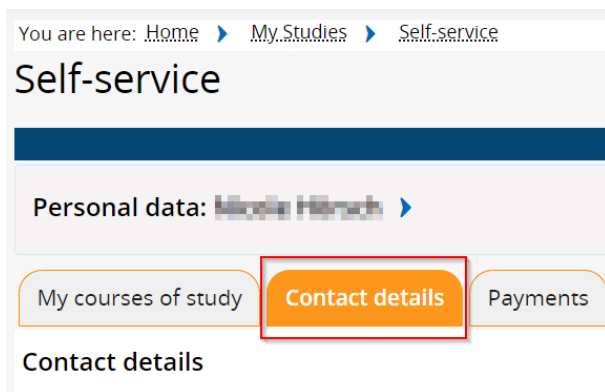 You are here: Home My Studies Self-service
Self-service
Personal data:
My courses of study Contact details Payments
Contact details